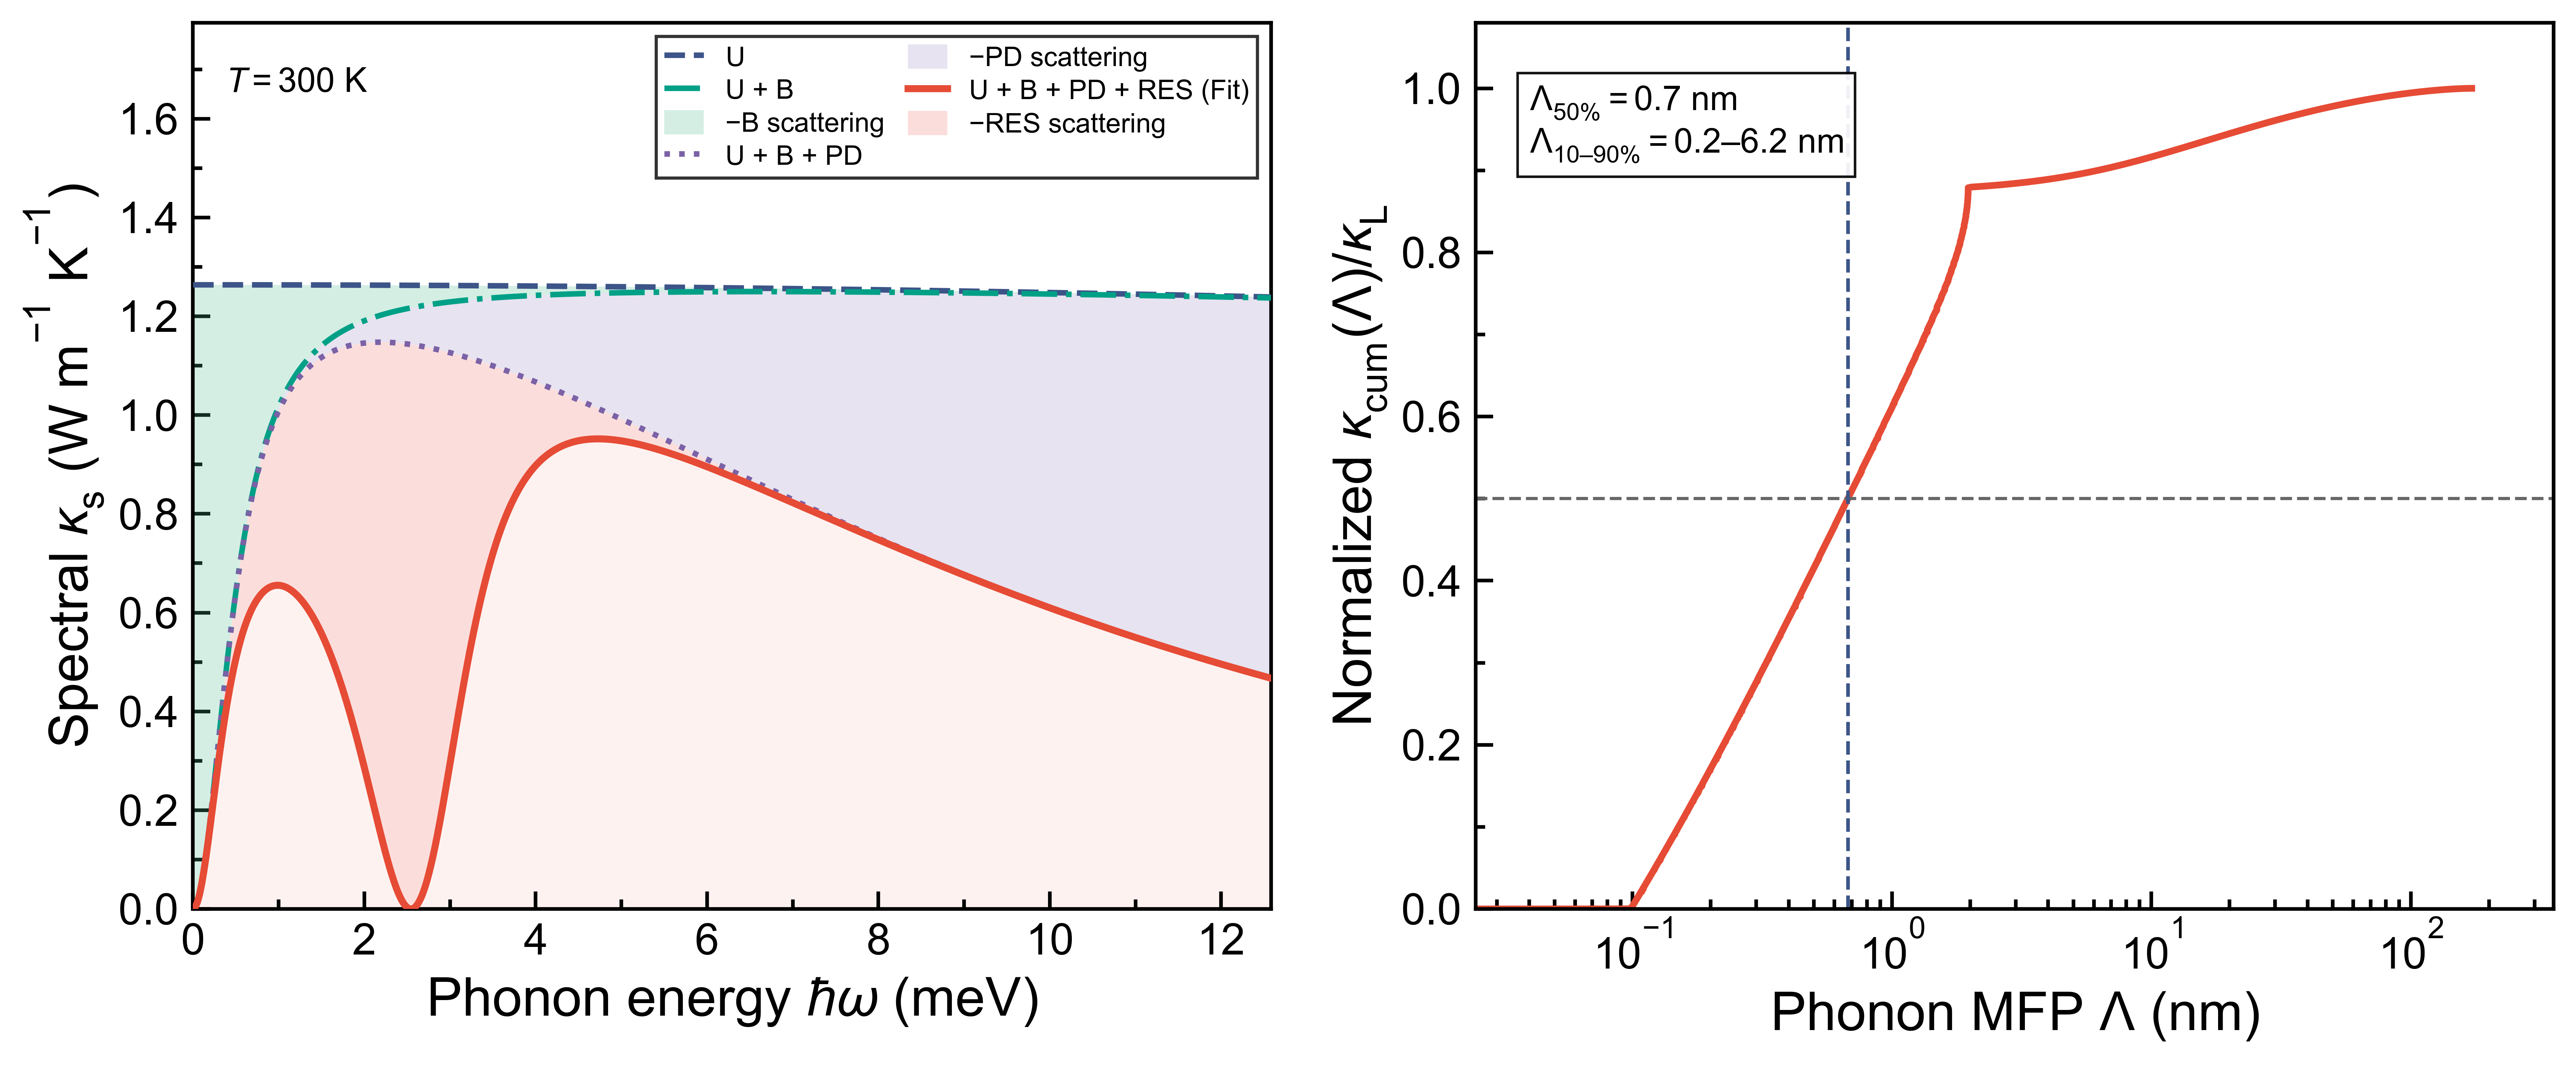 T = 300 K
U
U + B
−B scattering
U + B + PD
−PD scattering
U + B + PD + RES (Fit)
−RES scattering
Spectral κs (W m−1 K−1)
1.6
1.4
1.2
1.0
0.8
0.6
0.4
0.2
0.0
0 2 4 6 8 10 12
Phonon energy ħω (meV)
Λ50% = 0.7 nm
Λ10–90% = 0.2–6.2 nm
Normalized κcum(Λ)/κL
1.0
0.8
0.6
0.4
0.2
0.0
10−1 100 101 102
Phonon MFP Λ (nm)